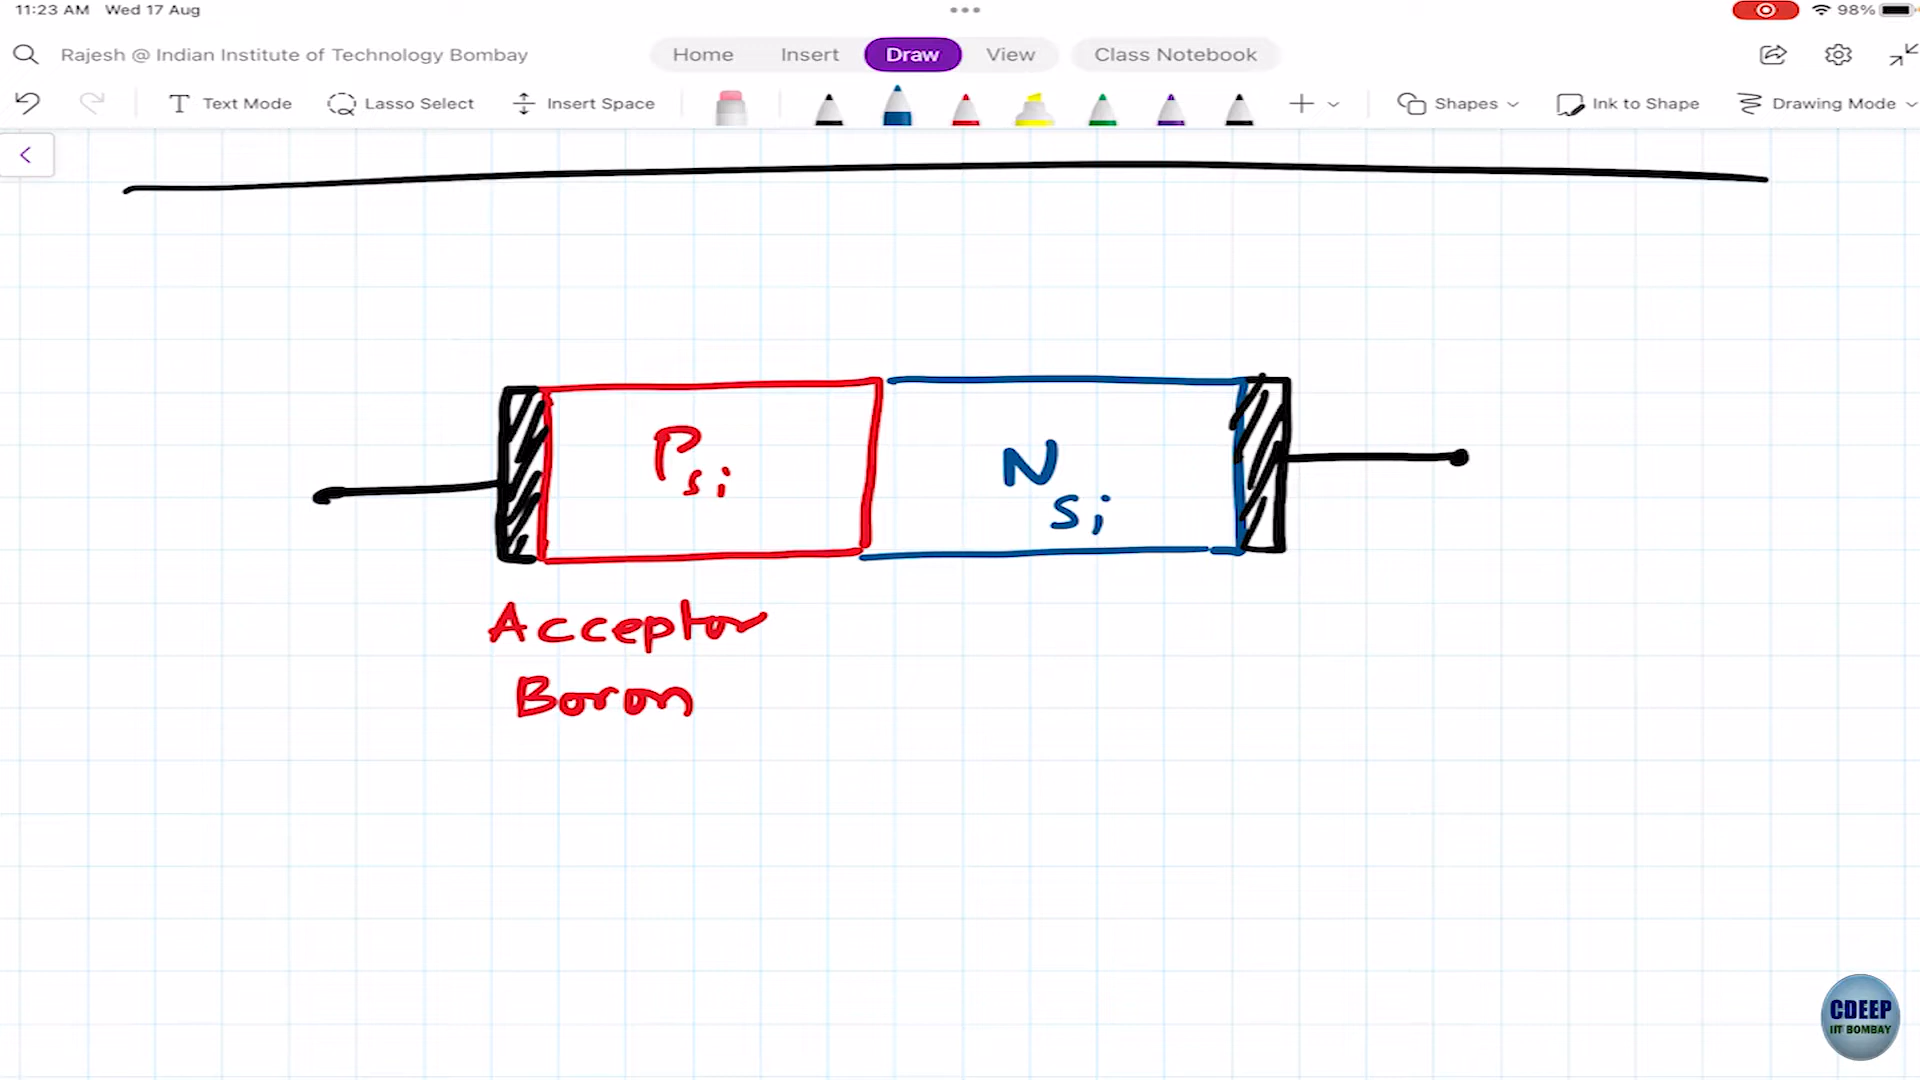 11:23 AM Wed 17 Aug
98%
Rajesh @ Indian Institute of Technology Bombay
Home Insert Draw View Class Notebook
Text Mode Lasso Select Insert Space Shapes Ink to Shape Drawing Mode
P Si
N Si
Acceptor
Boron
CDEEP
IIT BOMBAY